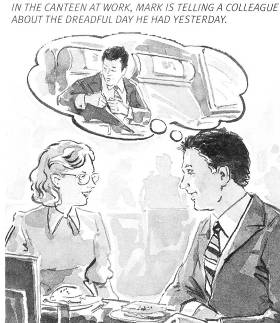 IN THE CANTEEN AT WORK, MARK IS TELLING A COLLEAGUE
ABOUT THE DREADFUL DAY HE HAD YESTERDAY.